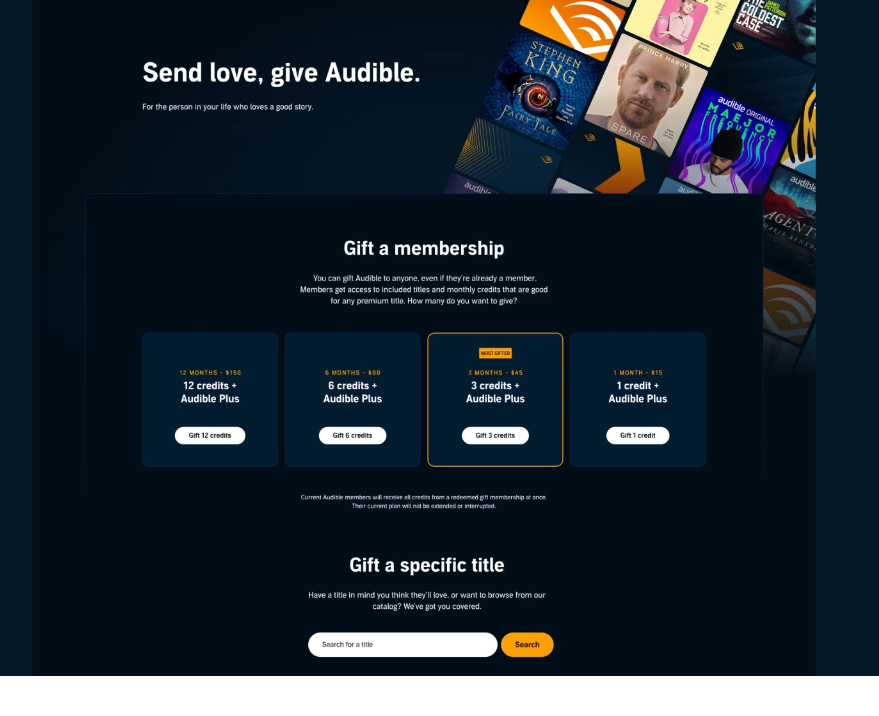 Send love, give Audible.
For the person in your life who loves a good story.
STEPHEN
KING
FAIRY TALE
PRINCE HARRY
SPARE
JAMES
PATTERSON
THE
COLDEST
CASE
audible ORIGINAL
MAEJOR
FREQUENCY
audible
audible
AGENT
Gift a membership
You can gift Audible to anyone, even if they're already a member.
Members get access to included titles and monthly credits that are good
for any premium title. How many do you want to give?
12 MONTHS - $150
12 credits +
Audible Plus
Gift 12 credits
6 MONTHS - $90
6 credits +
Audible Plus
Gift 6 credits
MOST GIFTED
3 MONTHS - $45
3 credits +
Audible Plus
Gift 3 credits
1 MONTH - $15
1 credit +
Audible Plus
Gift 1 credit
Current Audible members will receive all credits from a redeemed gift membership at once.
Their current plan will not be extended or interrupted.
Gift a specific title
Have a title in mind you think they'll love, or want to browse from our
catalog? We've got you covered.
Search for a title
Search